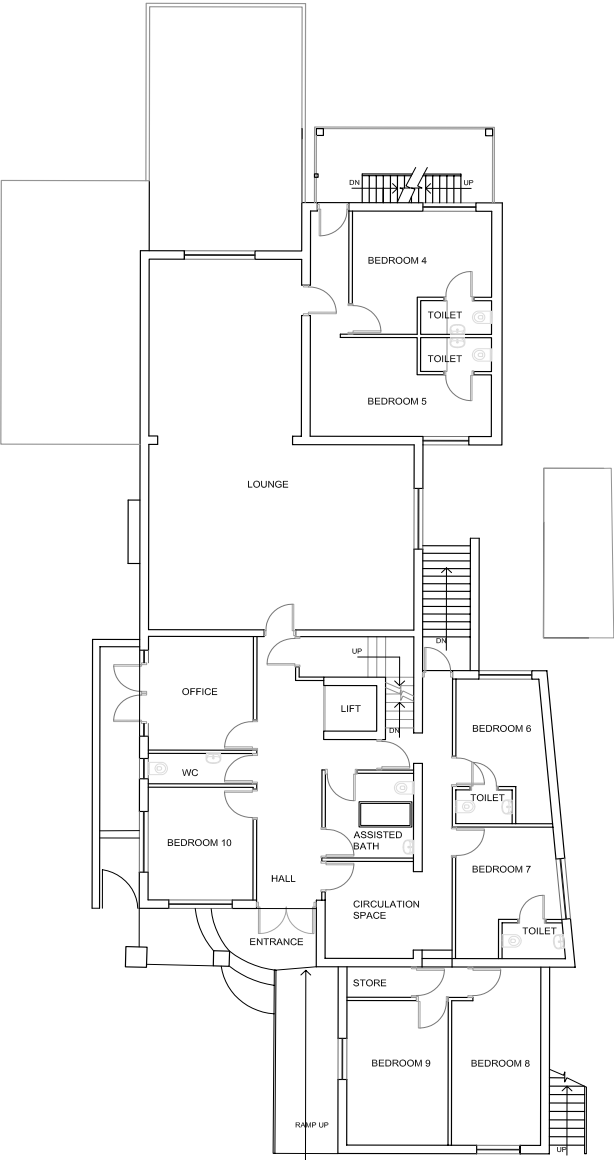 DN
UP
BEDROOM 4
TOILET
TOILET
BEDROOM 5
LOUNGE
DN
UP
OFFICE
LIFT
BEDROOM 6
DN
WC
TOILET
ASSISTED
BATH
BEDROOM 10
BEDROOM 7
HALL
CIRCULATION
SPACE
TOILET
ENTRANCE
STORE
BEDROOM 9
BEDROOM 8
RAMP UP
UP